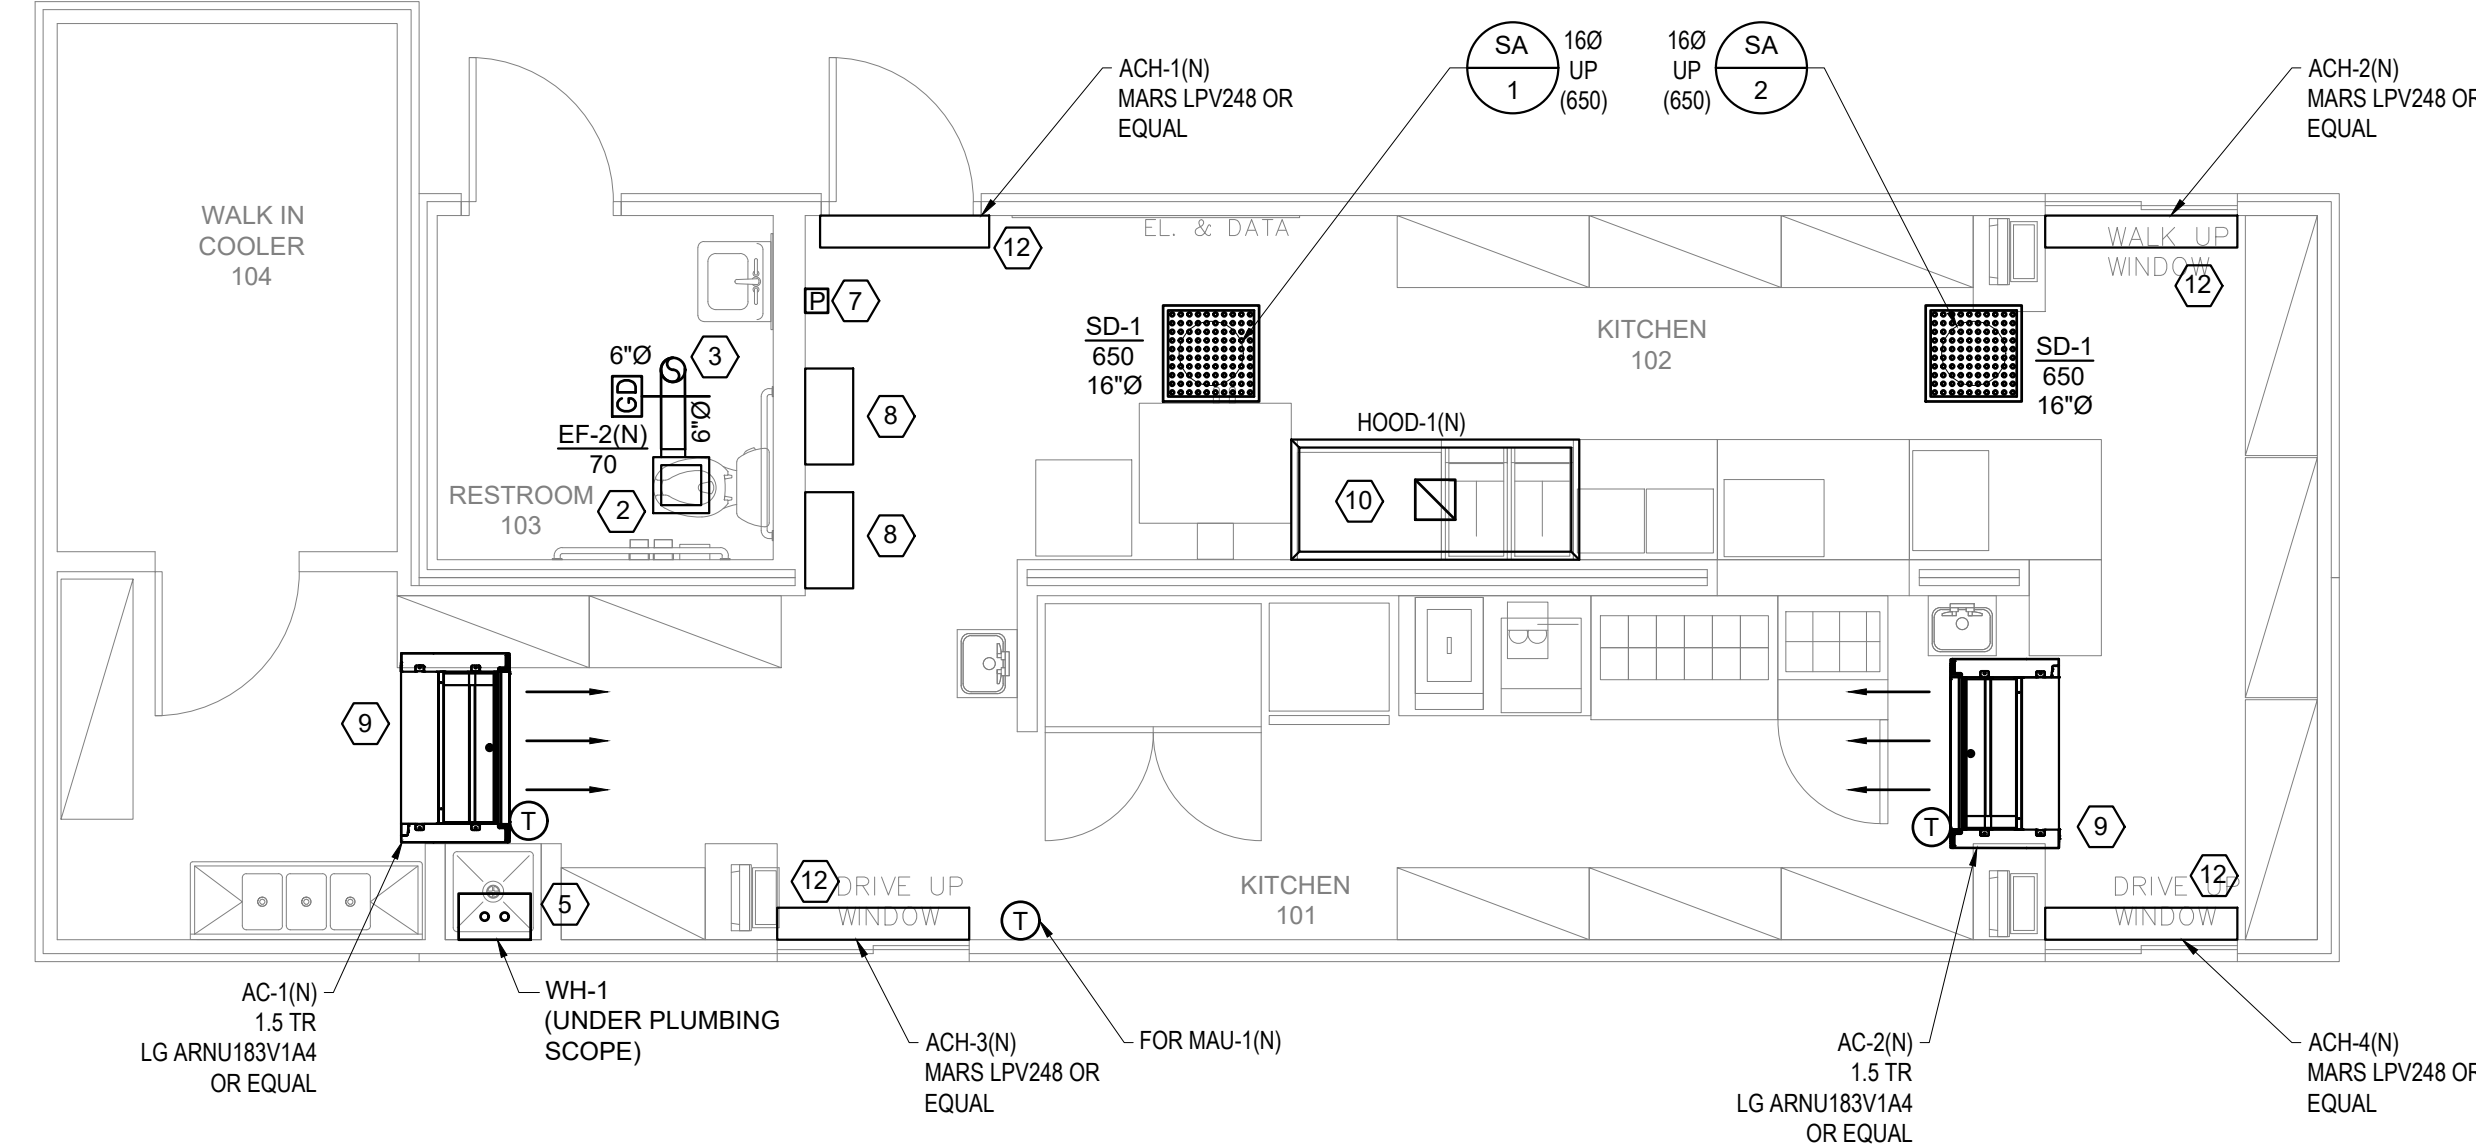 SA
1
16Ø
UP
(650)
16Ø
UP
(650)
SA
2
ACH-1(N)
MARS LPV248 OR
EQUAL
ACH-2(N)
MARS LPV248 OR
EQUAL
WALK IN
COOLER
104
EL. & DATA
12
WALK UP
WINDOW
12
P
7
SD-1
650
16"Ø
KITCHEN
102
SD-1
650
16"Ø
6"Ø
3
GD
6"Ø
EF-2(N)
70
8
HOOD-1(N)
RESTROOM
103
2
10
8
9
T
T
9
12
DRIVE UP
WINDOW
5
T
KITCHEN
101
DRIVE UP
WINDOW
12
AC-1(N)
1.5 TR
LG ARNU183V1A4
OR EQUAL
WH-1
(UNDER PLUMBING
SCOPE)
ACH-3(N)
MARS LPV248 OR
EQUAL
FOR MAU-1(N)
AC-2(N)
1.5 TR
LG ARNU183V1A4
OR EQUAL
ACH-4(N)
MARS LPV248 OR
EQUAL